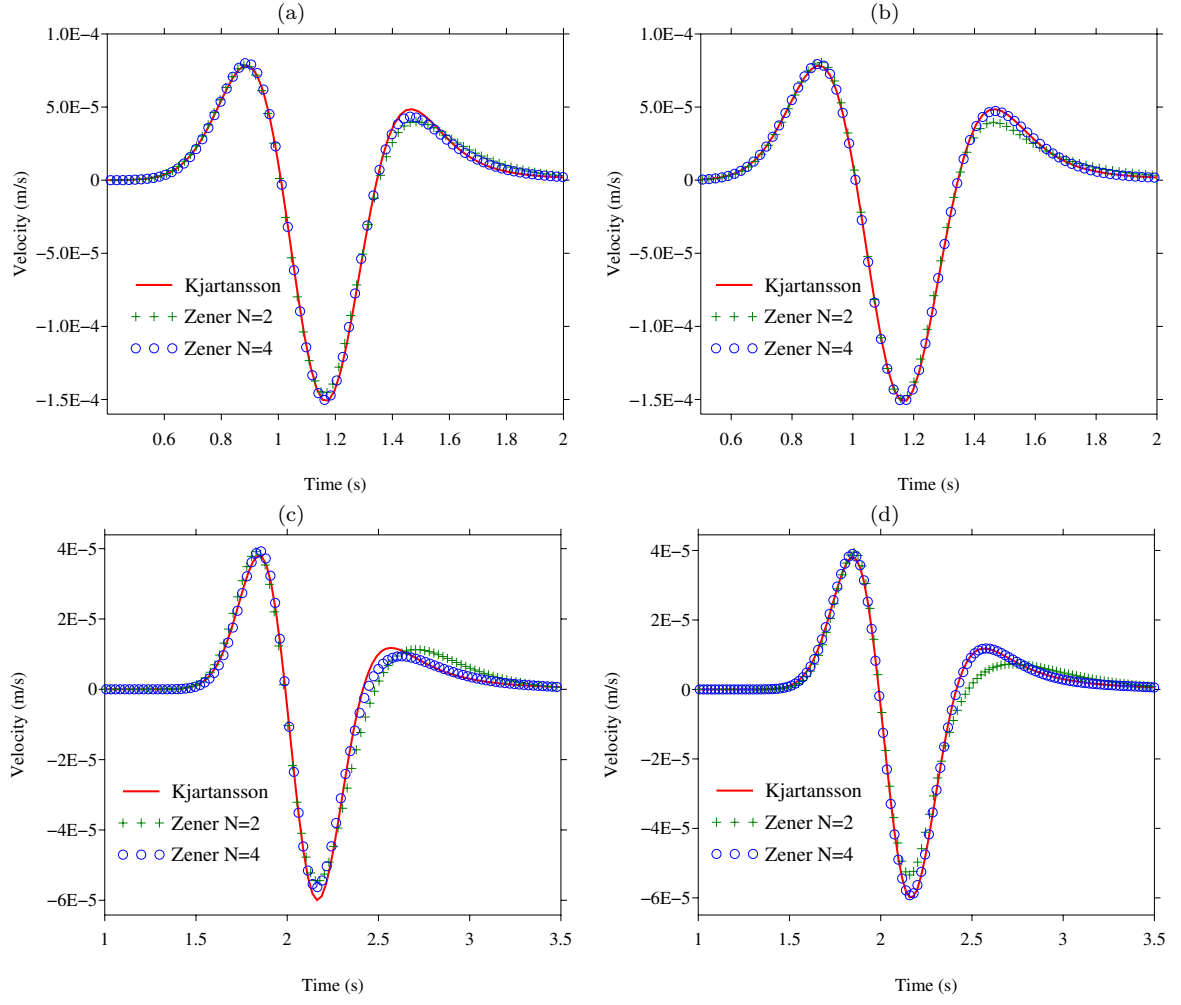 (a)
1.0E−4
5.0E−5
0
−5.0E−5
−1.0E−4
−1.5E−4
Velocity (m/s)
Kjartansson
Zener N=2
Zener N=4
0.6 0.8 1 1.2 1.4 1.6 1.8 2
Time (s)
(b)
1.0E−4
5.0E−5
0
−5.0E−5
−1.0E−4
−1.5E−4
Velocity (m/s)
Kjartansson
Zener N=2
Zener N=4
0.6 0.8 1 1.2 1.4 1.6 1.8 2
Time (s)
(c)
4E−5
2E−5
0
−2E−5
−4E−5
−6E−5
Velocity (m/s)
Kjartansson
Zener N=2
Zener N=4
1 1.5 2 2.5 3 3.5
Time (s)
(d)
4E−5
2E−5
0
−2E−5
−4E−5
−6E−5
Velocity (m/s)
Kjartansson
Zener N=2
Zener N=4
1 1.5 2 2.5 3 3.5
Time (s)